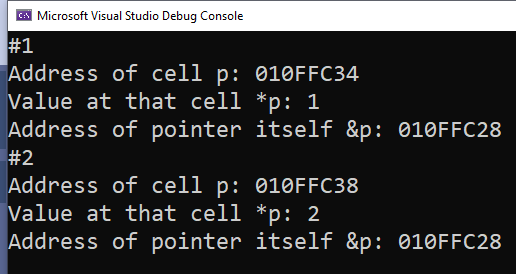 Microsoft Visual Studio Debug Console
#1
Address of cell p: 010FFC34
Value at that cell *p: 1
Address of pointer itself &p: 010FFC28
#2
Address of cell p: 010FFC38
Value at that cell *p: 2
Address of pointer itself &p: 010FFC28